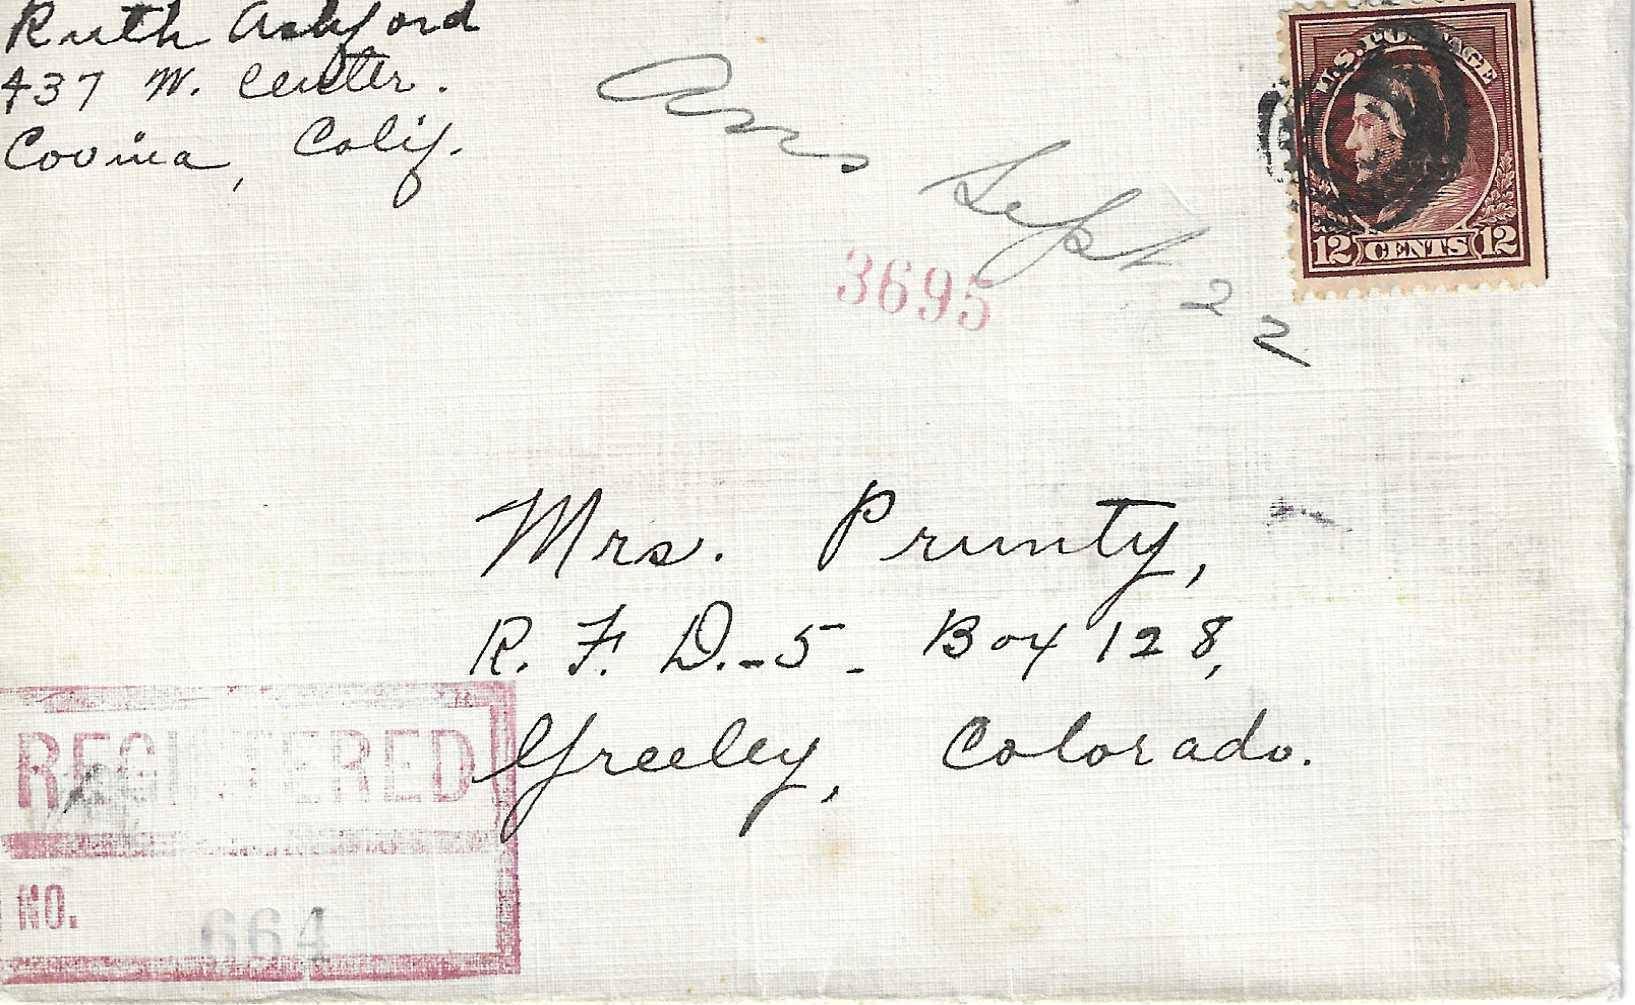 Ruth Ashford
437 W. Center.
Covina, Calif.
Ans Sept 22
3695
U.S. POSTAGE
12 CENTS 12
Mrs. Prunty,
R. F. D. - 5 - Box 128,
Greeley, Colorado.
REGISTERED
NO.
664